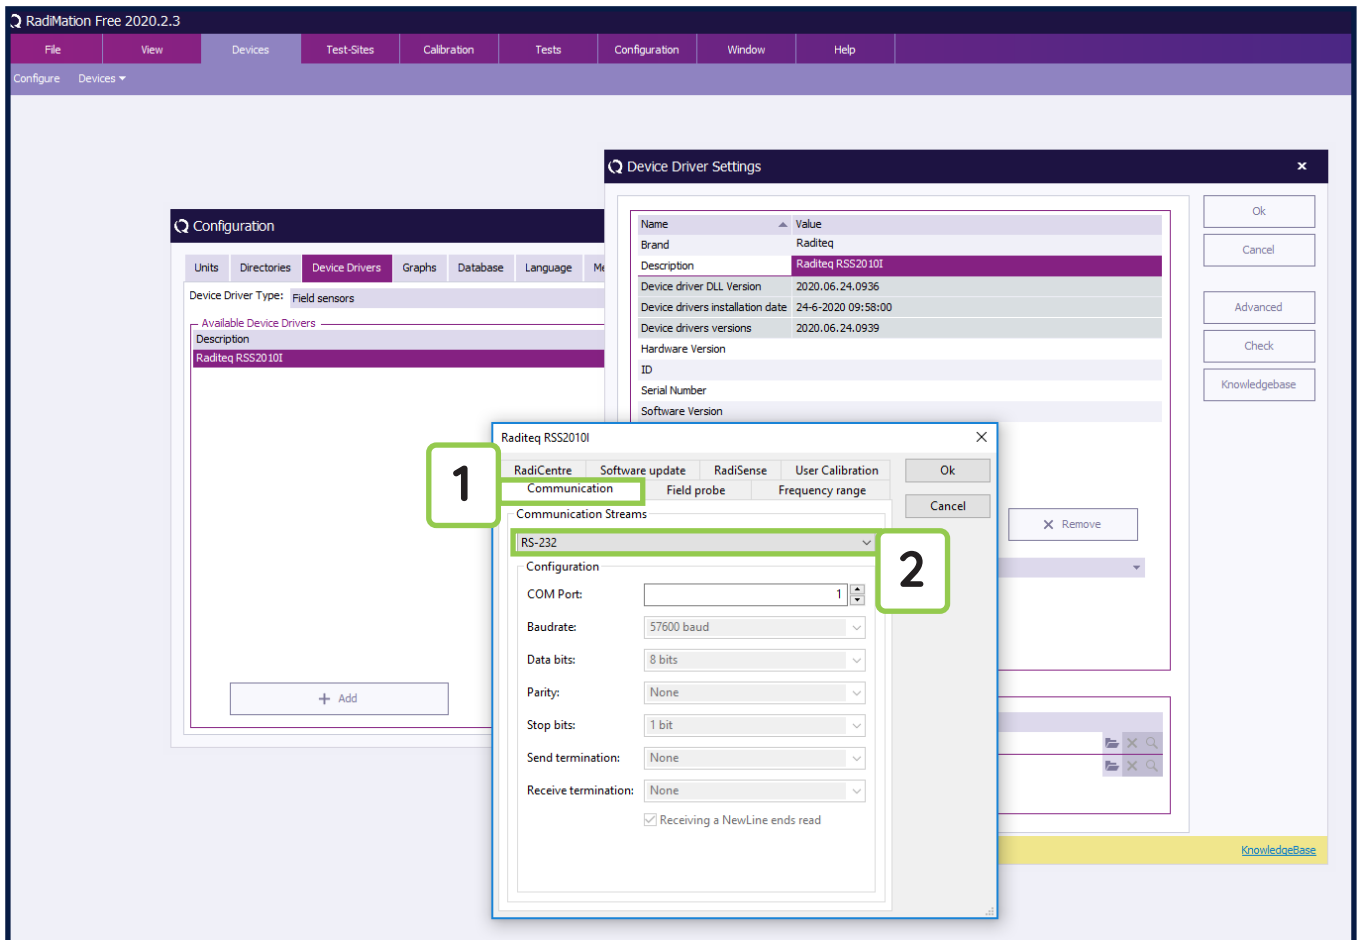 RadiMation Free 2020.2.3
File View Devices Test-Sites Calibration Tests Configuration Window Help
Configure Devices
Device Driver Settings
Ok
Cancel
Advanced
Check
Knowledgebase
Name Value
Brand Raditeq
Description Raditeq RSS2010I
Device driver DLL Version 2020.06.24.0936
Device drivers installation date 24-6-2020 09:58:00
Device drivers versions 2020.06.24.0939
Hardware Version
ID
Serial Number
Software Version
Remove
KnowledgeBase
Configuration
Units Directories Device Drivers Graphs Database Language Me
Device Driver Type: Field sensors
Available Device Drivers
Description
Raditeq RSS2010I
+ Add
Raditeq RSS2010I
RadiCentre Software update RadiSense User Calibration
Communication Field probe Frequency range
Ok
Cancel
1
Communication Streams
RS-232
2
Configuration
COM Port: 1
Baudrate: 57600 baud
Data bits: 8 bits
Parity: None
Stop bits: 1 bit
Send termination: None
Receive termination: None
Receiving a NewLine ends read